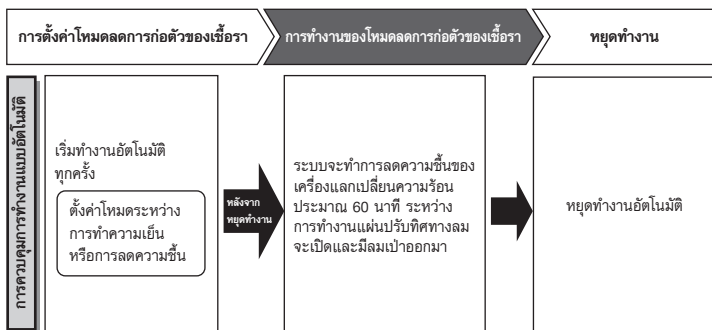 การตั้งค่าโหมดลดการก่อตัวของเชื้อรา
การทำงานของโหมดลดการก่อตัวของเชื้อรา
หยุดทำงาน
การควบคุมการทำงานแบบอัตโนมัติ
เริ่มทำงานอัตโนมัติ
ทุกครั้ง
ตั้งค่าโหมดระหว่าง
การทำความเย็น
หรือการลดความชื้น
หลังจาก
หยุดทำงาน
ระบบจะทำการลดความชื้นของ
เครื่องแลกเปลี่ยนความร้อน
ประมาณ 60 นาที ระหว่าง
การทำงานแผ่นปรับทิศทางลม
จะเปิดและมีลมเป่าออกมา
หยุดทำงานอัตโนมัติ